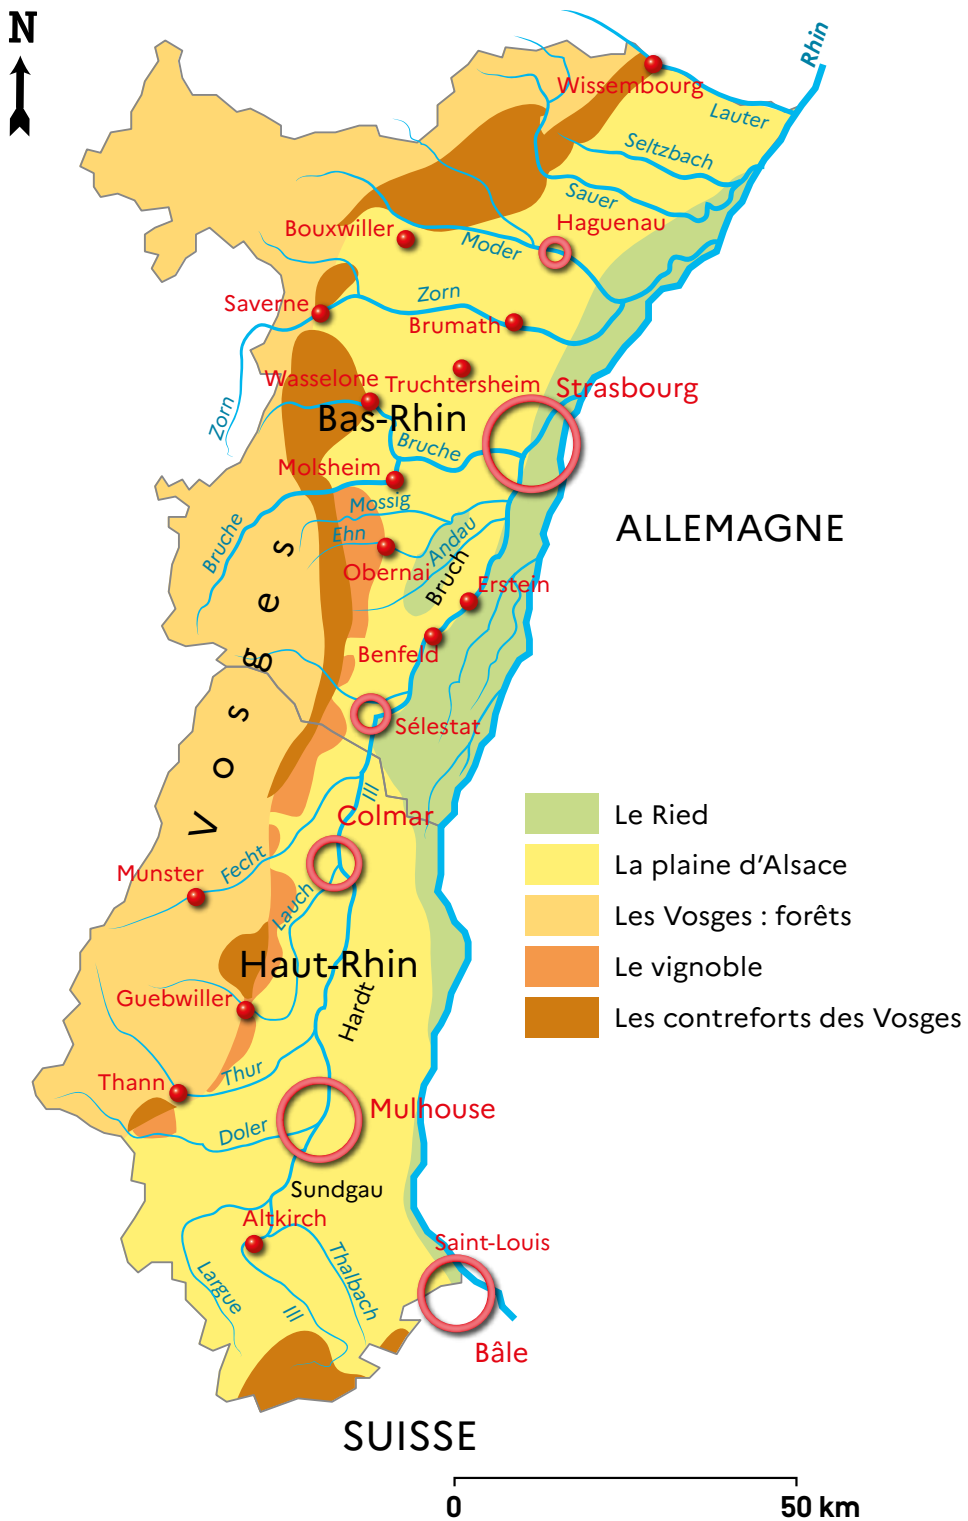 N
Rhin
Wissembourg
Lauter
Seltzbach
Sauer
Haguenau
Bouxwiller
Moder
Saverne
Zorn
Brumath
Wasselone
Truchtersheim
Strasbourg
Zorn
Bas-Rhin
Bruche
Molsheim
Mossig
Bruche
Ehn
Andau
ALLEMAGNE
Obernai
Bruch
Erstein
Benfeld
Vosges
Sélestat
Ill
Colmar
Le Ried
La plaine d'Alsace
Munster
Fecht
Lauch
Les Vosges : forêts
Haut-Rhin
Le vignoble
Guebwiller
Hardt
Les contreforts des Vosges
Thann
Thur
Mulhouse
Doler
Sundgau
Altkirch
Saint-Louis
Largue
Ill
Thalbach
Bâle
SUISSE
0
50 km